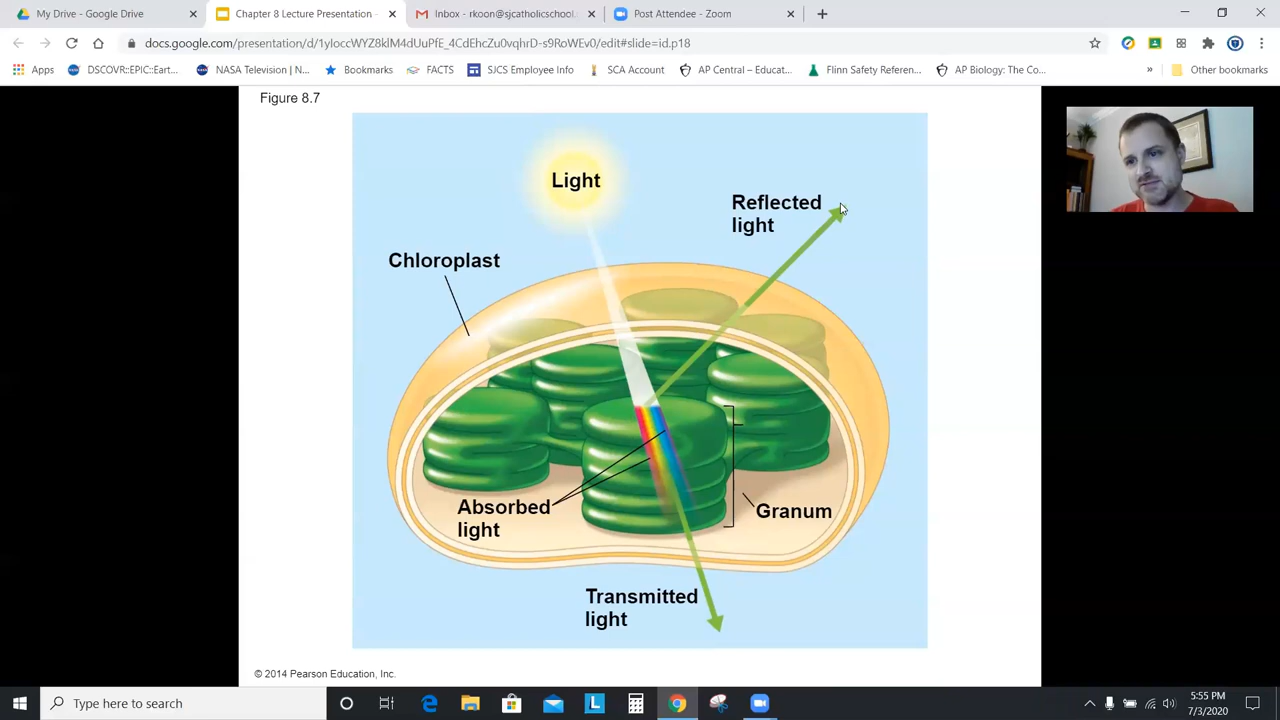 My Drive - Google Drive
Chapter 8 Lecture Presentation -
Inbox - rkoon@sjcatholicschool.
Post Attendee - Zoom
docs.google.com/presentation/d/1yIoccWYZ8klM4dUdPfE_
/edit#slide=id.p18
Apps
DSCOVR::EPIC::Eart...
NASA Television | N...
Bookmarks
FACTS
SJCS Employee Info
SCA Account
AP Central – Educat...
Flinn Safety Referen...
AP Biology: The Co...
»
Other bookmarks
Figure 8.7
Light
Reflected
light
Chloroplast
Absorbed
light
Granum
Transmitted
light
© 2014 Pearson Education, Inc.
Type here to search
5:55 PM
7/3/2020